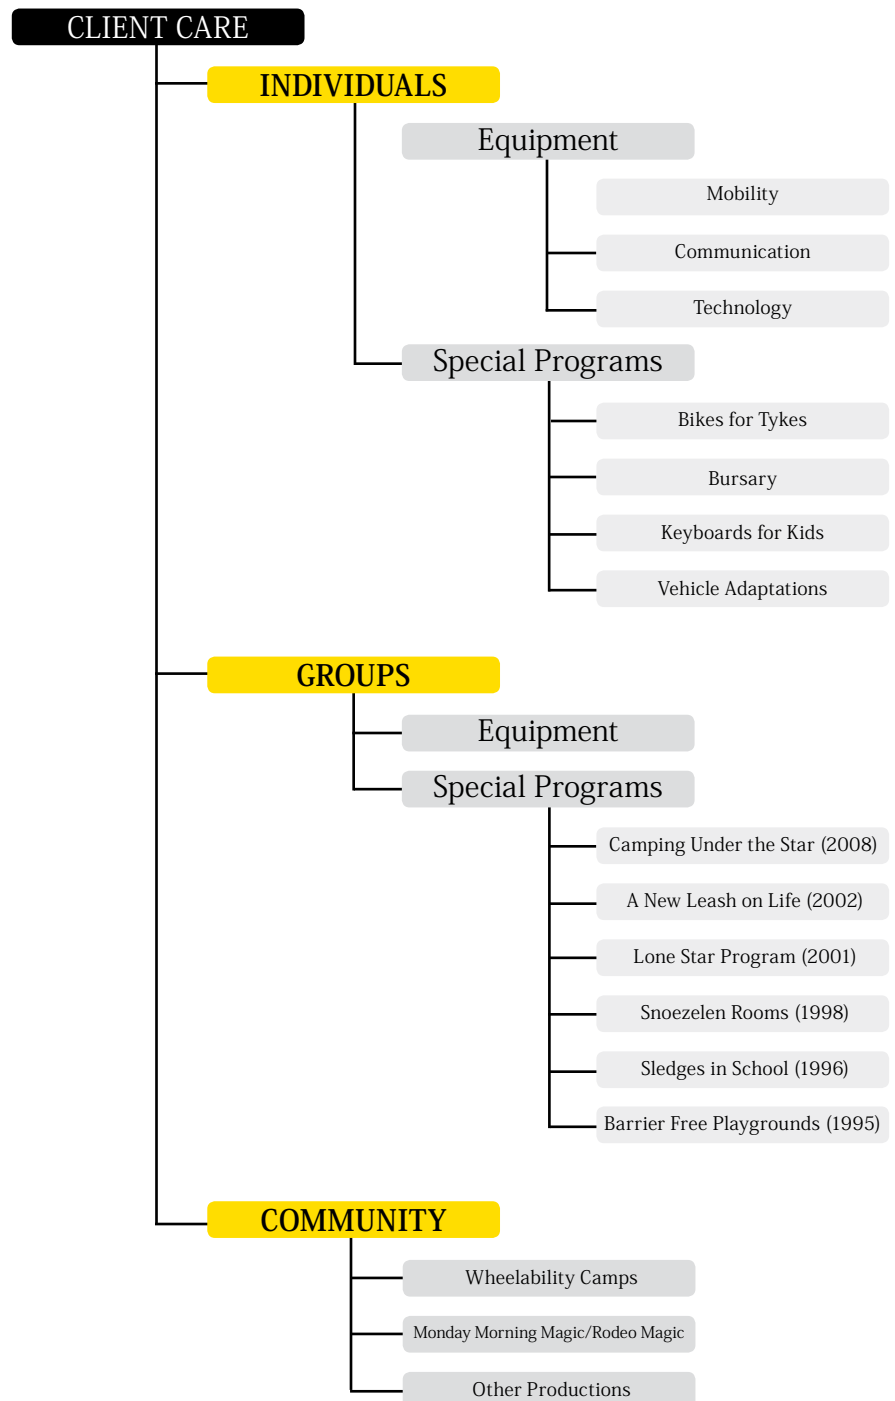 CLIENT CARE
INDIVIDUALS
Equipment
Mobility
Communication
Technology
Special Programs
Bikes for Tykes
Bursary
Keyboards for Kids
Vehicle Adaptations
GROUPS
Equipment
Special Programs
Camping Under the Star (2008)
A New Leash on Life (2002)
Lone Star Program (2001)
Snoezelen Rooms (1998)
Sledges in School (1996)
Barrier Free Playgrounds (1995)
COMMUNITY
Wheelability Camps
Monday Morning Magic/Rodeo Magic
Other Productions